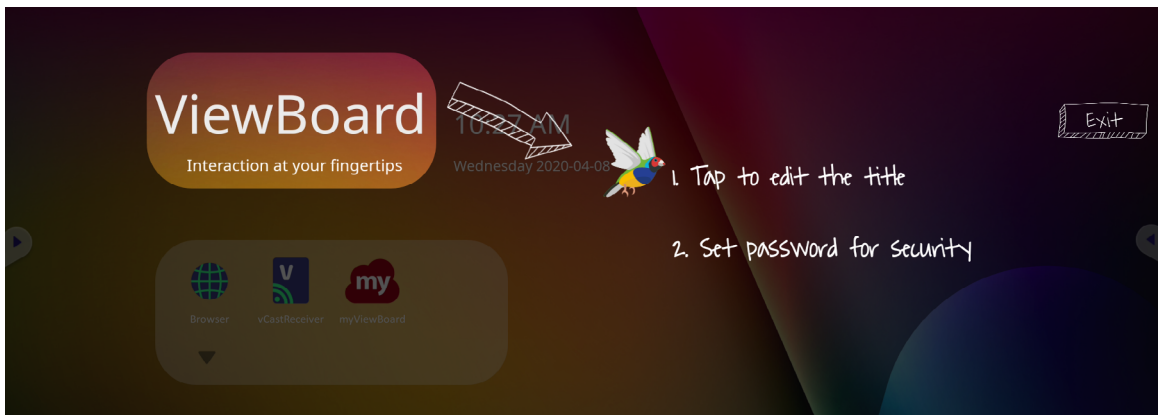 ViewBoard
Interaction at your fingertips
10:27 AM
Wednesday 2020-04-08
Exit
1. Tap to edit the title
2. Set password for security
V
my
Browser
vCastReceiver
myViewBoard